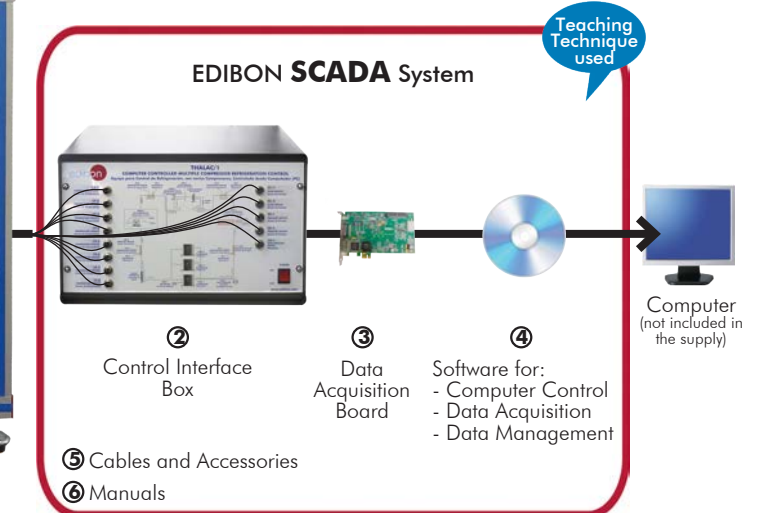 Teaching
Technique
used
EDIBON SCADA System
edibon
THALAC/1
COMPUTER CONTROLLED MULTIPLE COMPRESSOR REFRIGERATION CONTROL
②
Control Interface
Box
③
Data
Acquisition
Board
④
Software for:
- Computer Control
- Data Acquisition
- Data Management
Computer
(not included in
the supply)
⑤ Cables and Accessories
⑥ Manuals